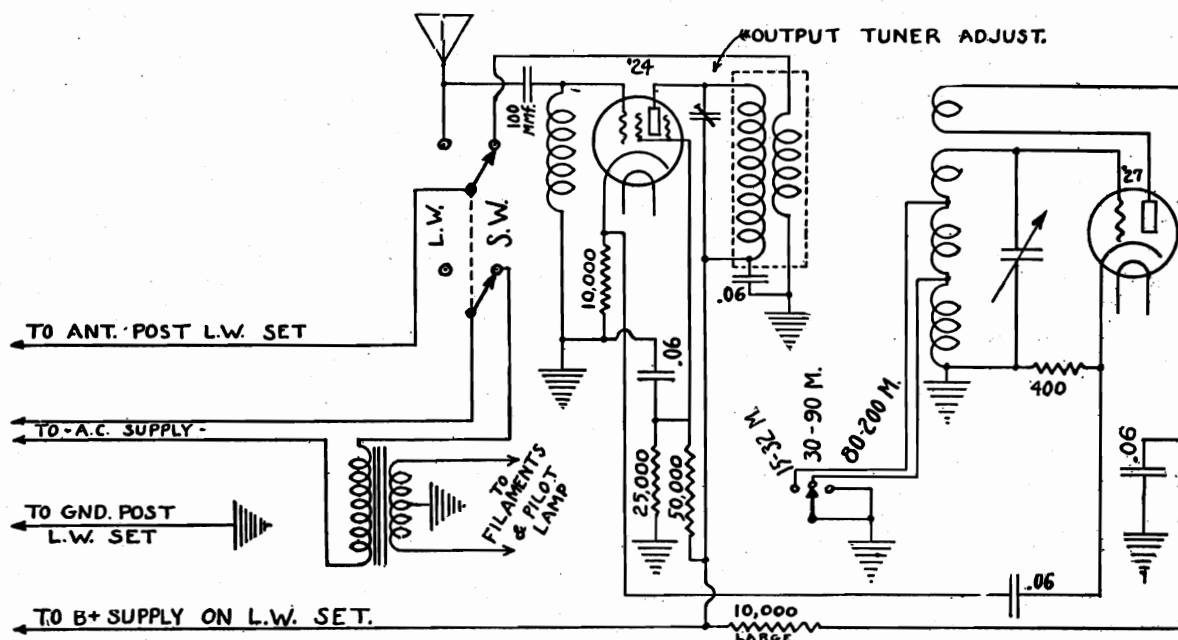 "OUTPUT TUNER ADJUST.
'24
100
MMF.
'27
L.W.
S.W.
10,000
.06
.06
TO ANT. POST L.W. SET
400
15-32 M.
30-90 M.
80-200 M.
TO-A.C. SUPPLY-
TO
FILAMENTS
& PILOT
LAMP
25,000
50,000
.06
TO GND. POST
L.W. SET
.06
TO B+ SUPPLY ON L.W. SET.
10,000
LARGE